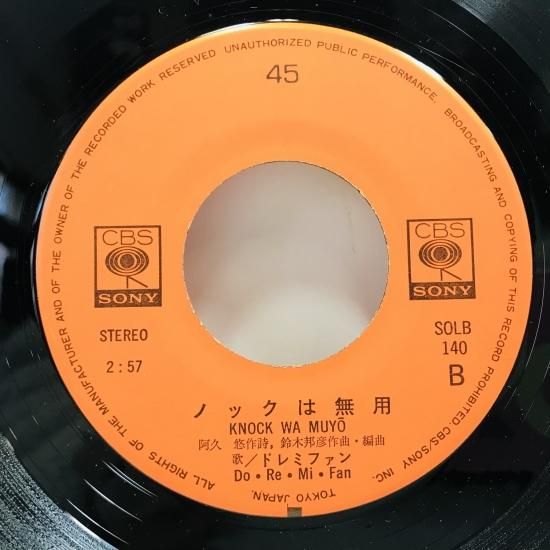 ALL RIGHTS OF THE MANUFACTURER AND OF THE OWNER OF THE RECORDED WORK RESERVED UNAUTHORIZED PUBLIC PERFORMANCE, BROADCASTING AND COPYING OF THIS RECORD PROHIBITED CBS/SONY INC. TOKYO JAPAN.
45
CBS
SONY
CBS
SONY
STEREO
2:57
SOLB
140
B
ノックは無用
KNOCK WA MUYŌ
阿久 悠作詩, 鈴木邦彦作曲・編曲
歌/ドレミファン
Do・Re・Mi・Fan